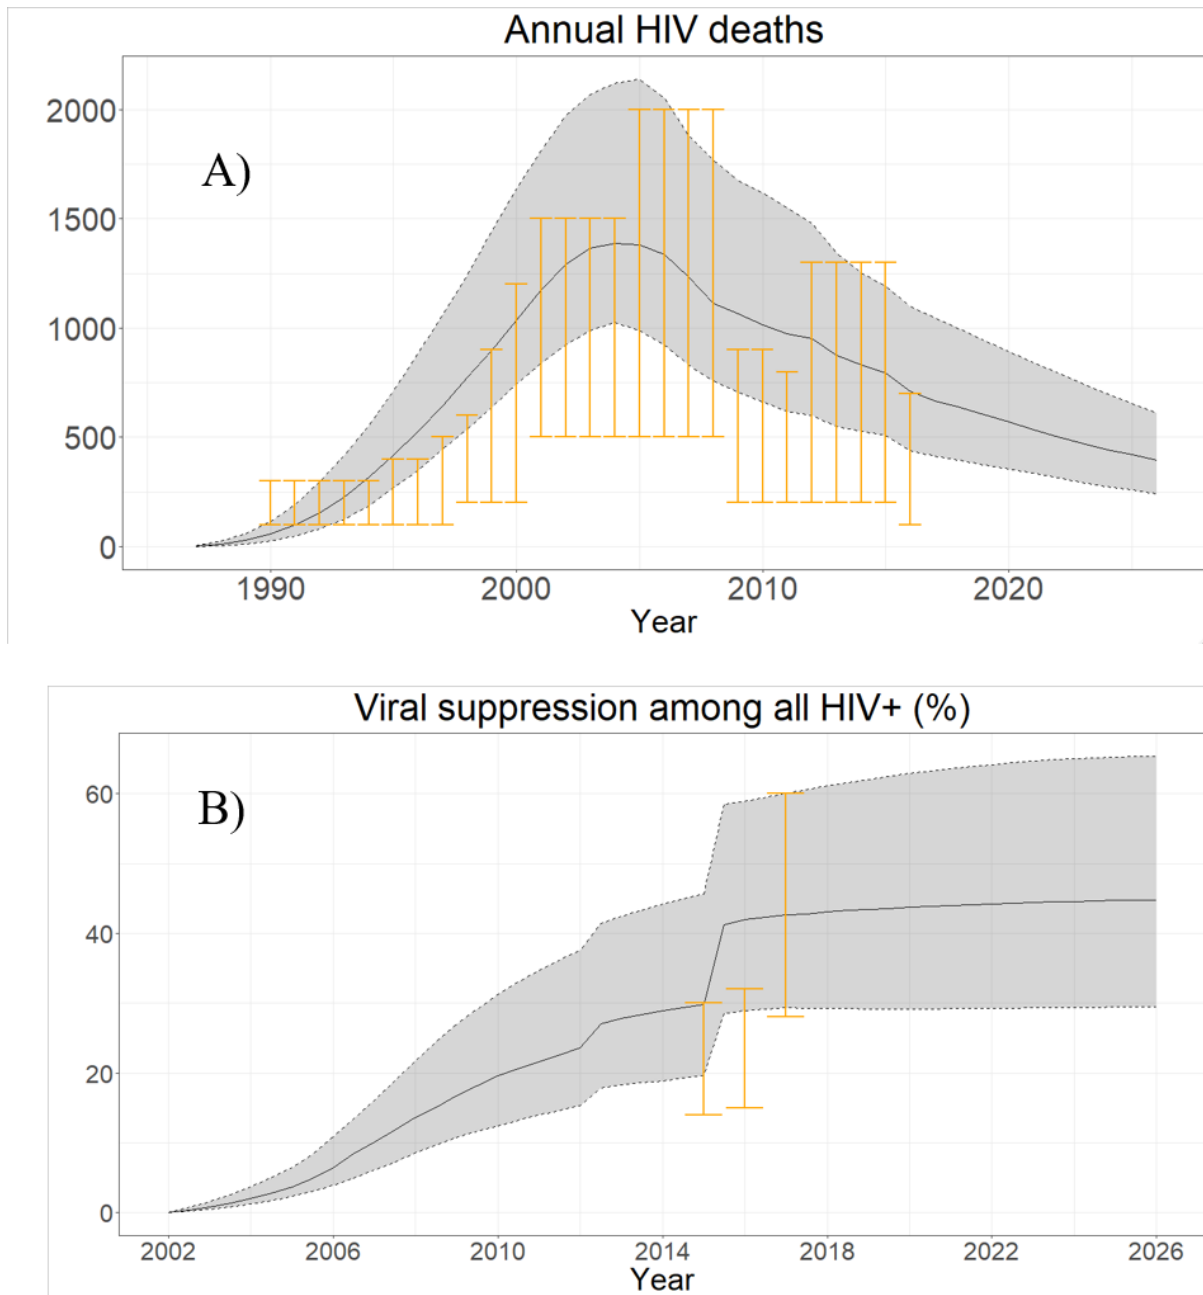 Annual HIV deaths
A)
2000
1500
1000
500
0
1990 2000 2010 2020
Year
Viral suppression among all HIV+ (%)
B)
60
40
20
0
2002 2006 2010 2014 2018 2022 2026
Year